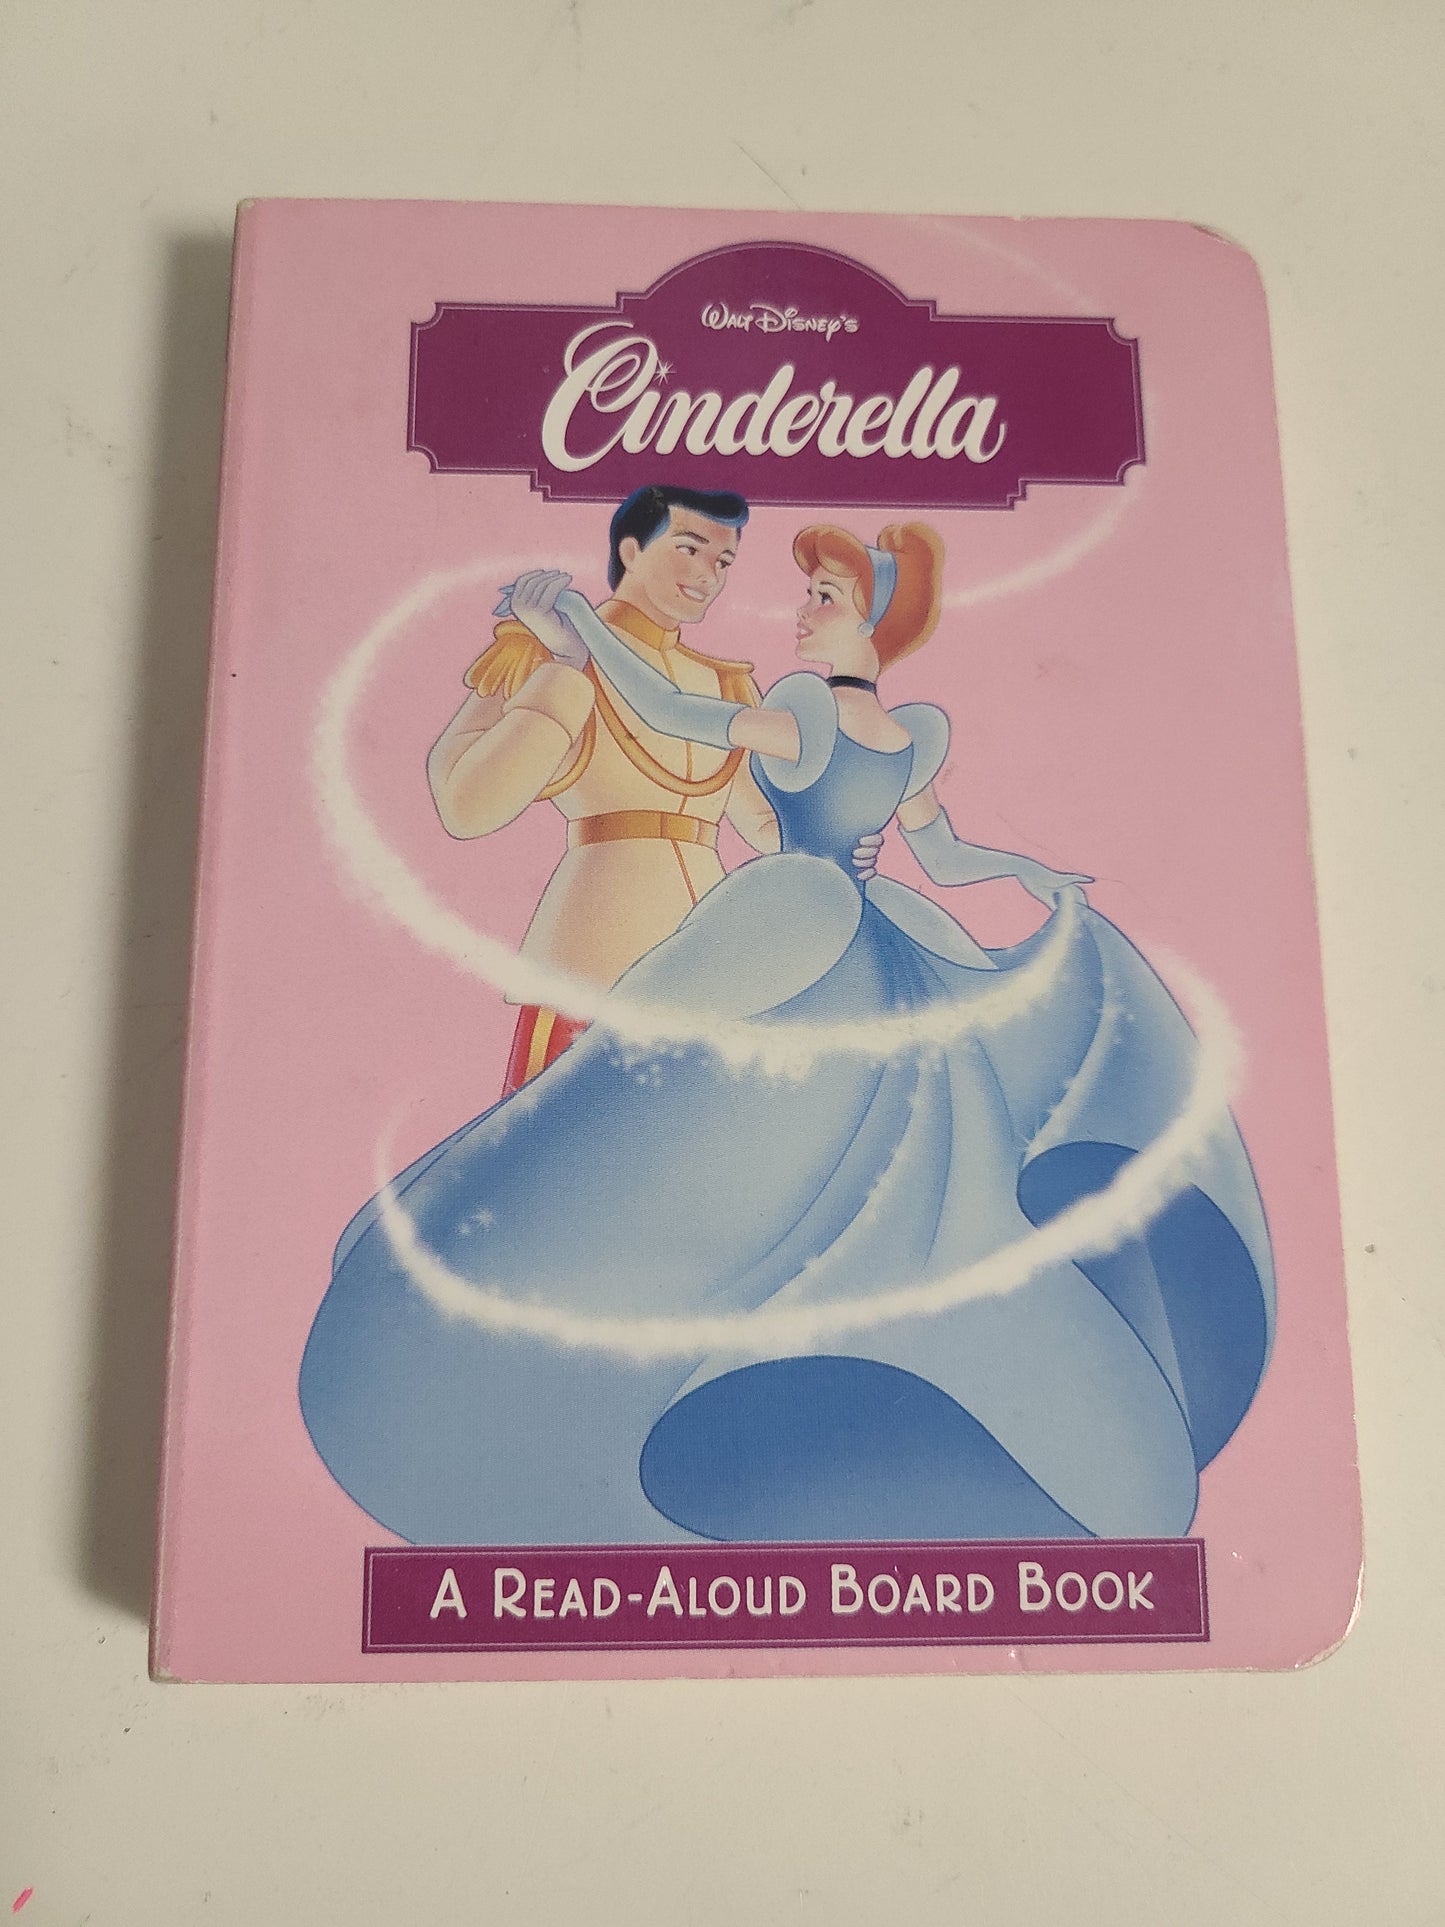 Walt Disney's
Cinderella
A Read-Aloud Board Book